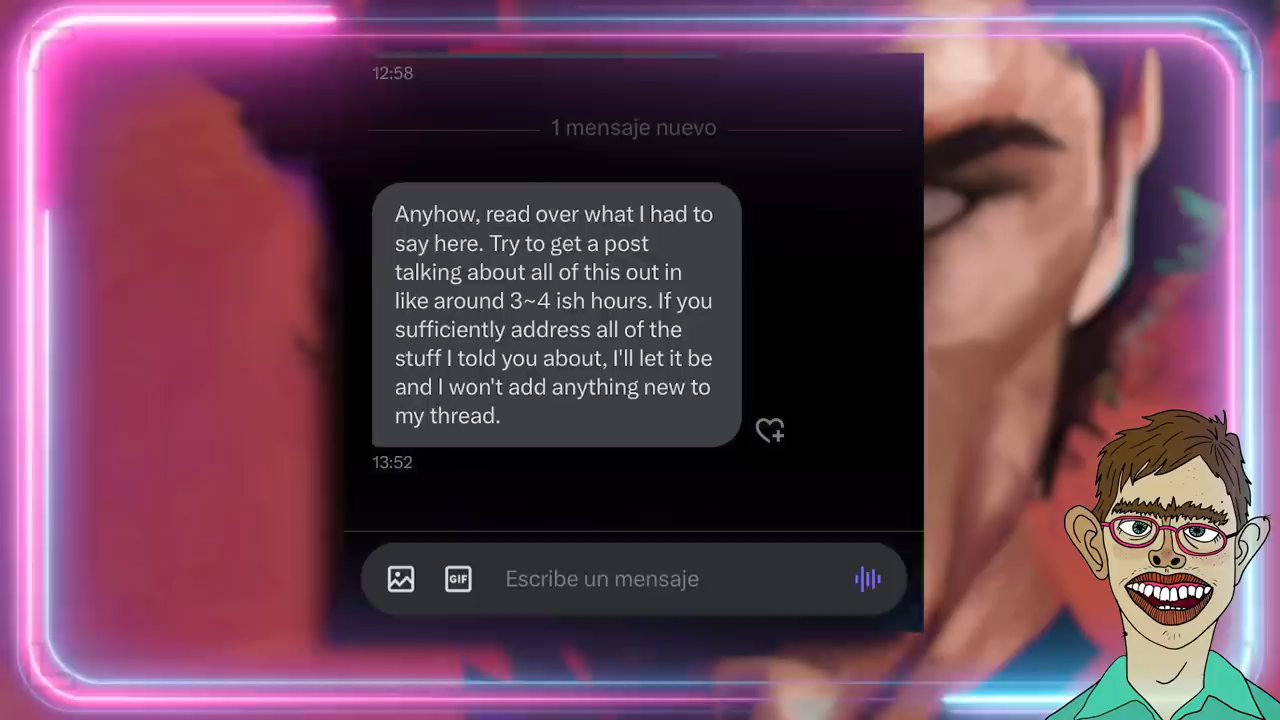 12:58
1 mensaje nuevo
Anyhow, read over what I had to
say here. Try to get a post
talking about all of this out in
like around 3~4 ish hours. If you
sufficiently address all of the
stuff I told you about, I'll let it be
and I won't add anything new to
my thread.
13:52
GIF
Escribe un mensaje